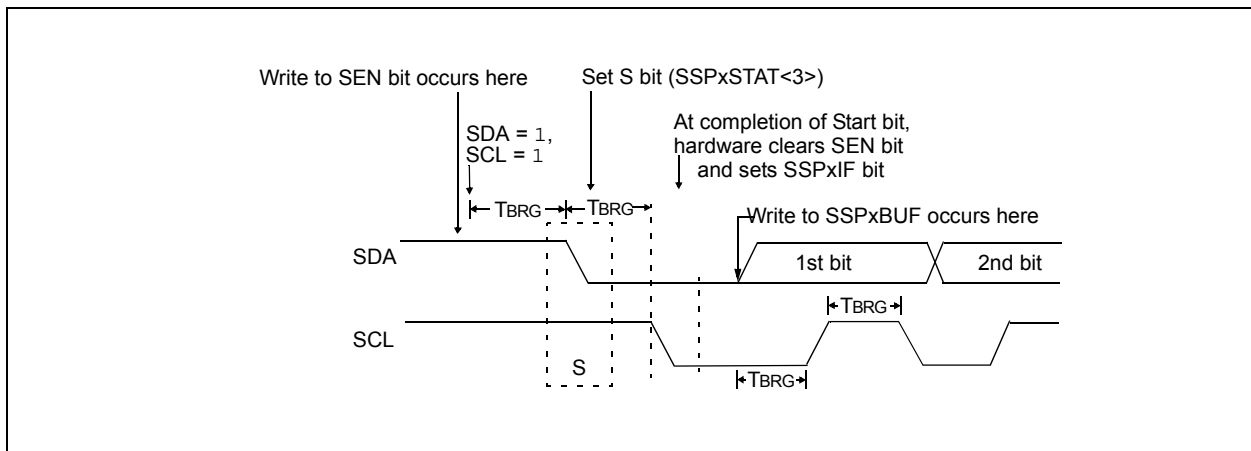 Write to SEN bit occurs here
Set S bit (SSPxSTAT<3>)
SDA = 1,
SCL = 1
At completion of Start bit,
hardware clears SEN bit
and sets SSPxIF bit
TBRG
TBRG
Write to SSPxBUF occurs here
SDA
1st bit
2nd bit
TBRG
SCL
S
TBRG